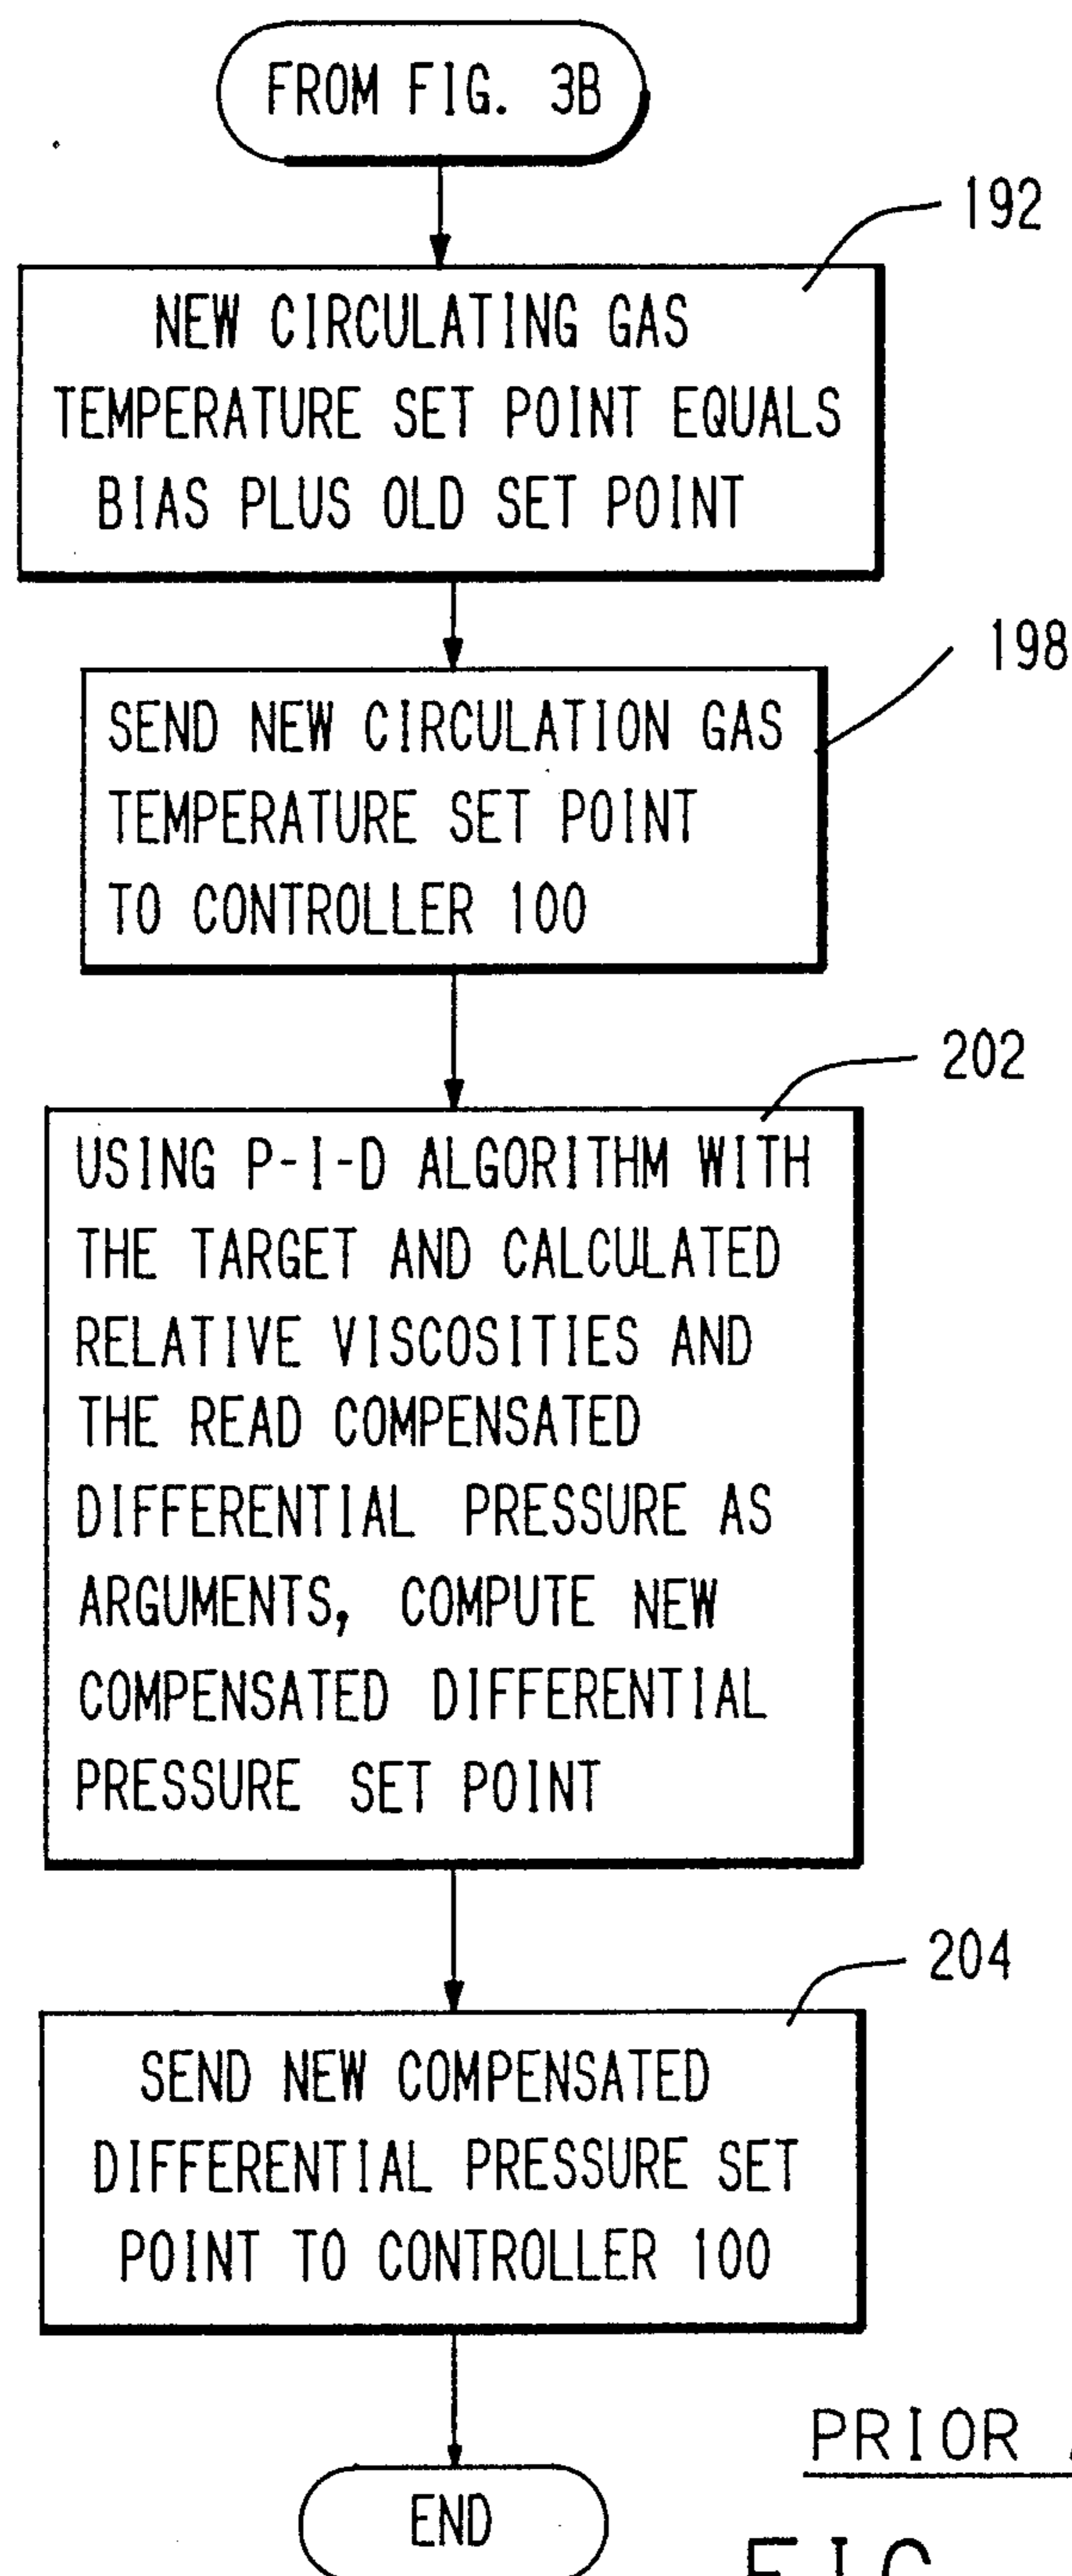 FROM FIG. 3B
192
NEW CIRCULATING GAS
TEMPERATURE SET POINT EQUALS
BIAS PLUS OLD SET POINT
198
SEND NEW CIRCULATION GAS
TEMPERATURE SET POINT
TO CONTROLLER 100
202
USING P-I-D ALGORITHM WITH
THE TARGET AND CALCULATED
RELATIVE VISCOSITIES AND
THE READ COMPENSATED
DIFFERENTIAL PRESSURE AS
ARGUMENTS, COMPUTE NEW
COMPENSATED DIFFERENTIAL
PRESSURE SET POINT
204
SEND NEW COMPENSATED
DIFFERENTIAL PRESSURE SET
POINT TO CONTROLLER 100
PRIOR
END
FIG